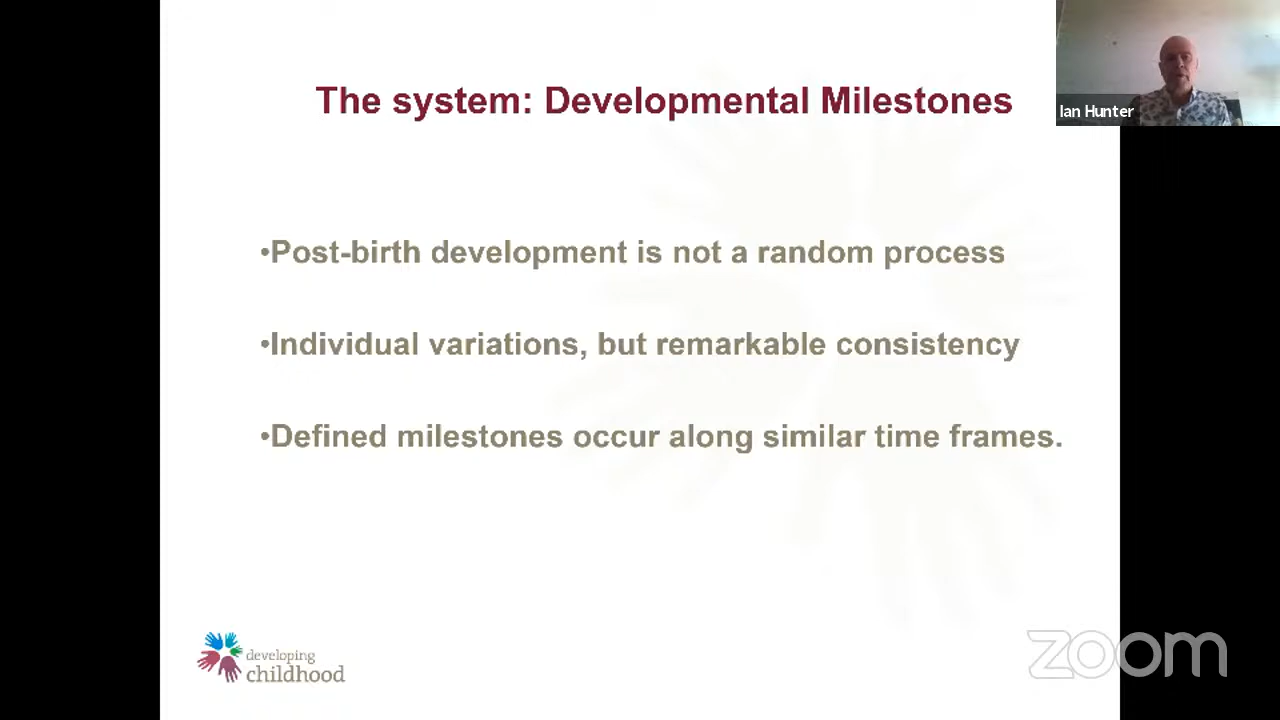 The system: Developmental Milestones
Ian Hunter
•Post-birth development is not a random process
•Individual variations, but remarkable consistency
•Defined milestones occur along similar time frames.
developing
childhood
zoom